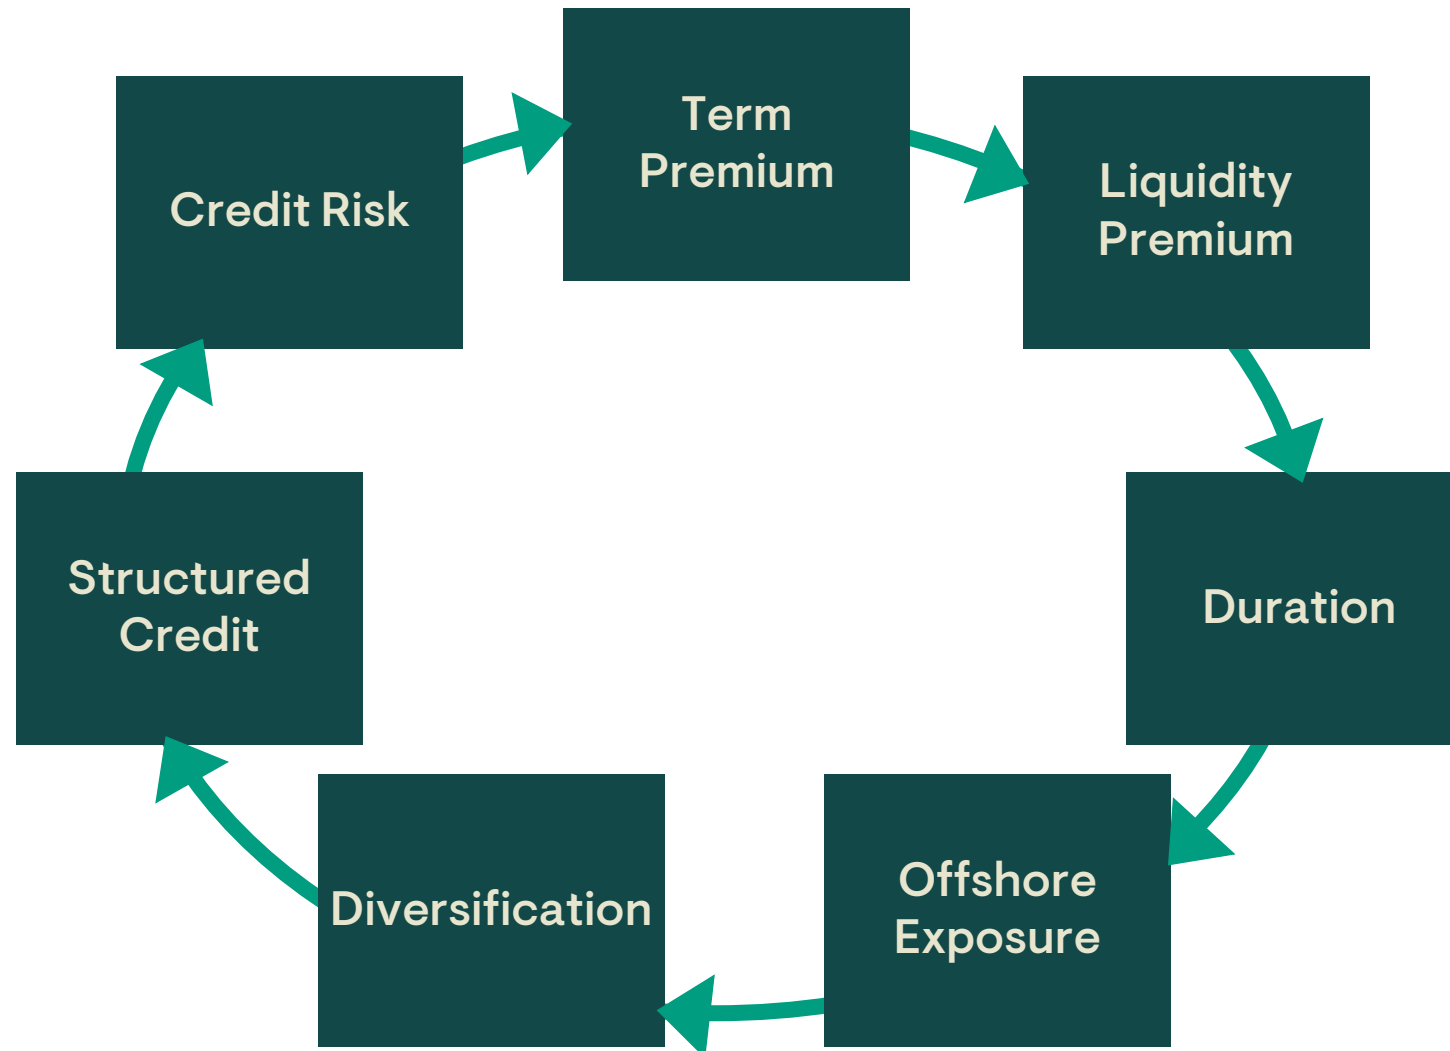 Term
Premium
Liquidity
Premium
Duration
Offshore
Exposure
Diversification
Structured
Credit
Credit Risk